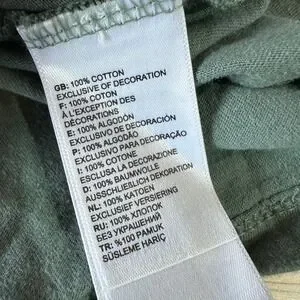 GB: 100% COTTON
EXCLUSIVE OF DECORATION
F: 100% COTON
À L'EXCEPTION DES
DÉCORATIONS
E: 100% ALGODÓN
EXCLUSIVO DE DECORACIÓN
P: 100% ALGODÃO
EXCLUSIVO PARA DECORAÇÃO
I: 100% COTONE
ESCLUSA LA DECORAZIONE
D: 100% BAUMWOLLE
AUSSCHLIEBLICH DEKORATION
NL: 100% KATOEN
EXCLUSIEF VERSIERING
RU: 100% ХЛОПОК
БЕЗ УКРАШЕНИЙ
TR: %100 PAMUK
SÜSLEME HARİÇ